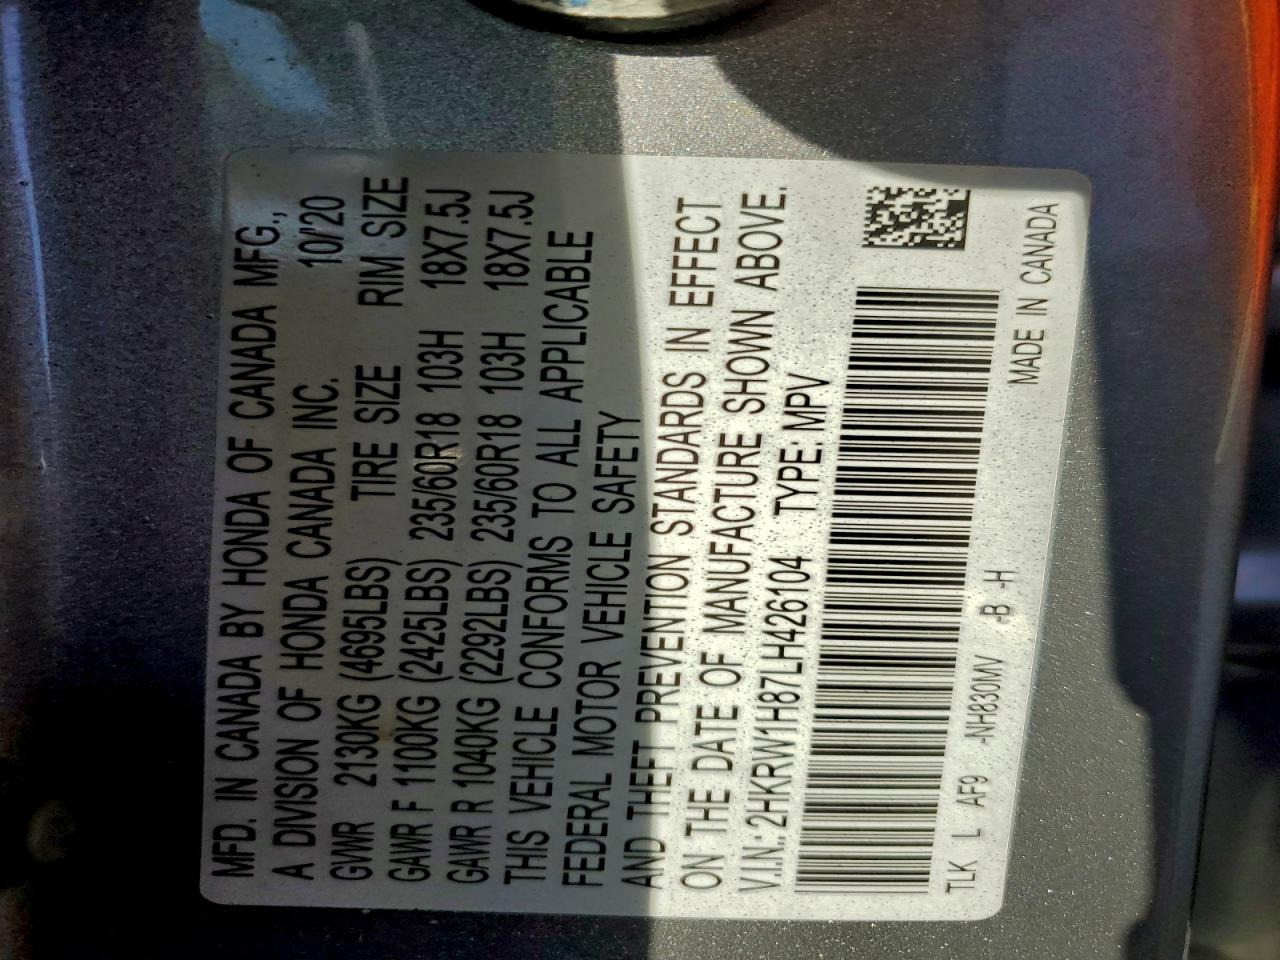 MFD. IN CANADA BY HONDA OF CANADA MFG.,
A DIVISION OF HONDA CANADA INC. 10/'20
GVWR 2130KG (4695LBS) TIRE SIZE RIM SIZE
GAWR F 1100KG (2425LBS) 235/60R18 103H 18X7.5J
GAWR R 1040KG (2292LBS) 235/60R18 103H 18X7.5J
THIS VEHICLE CONFORMS TO ALL APPLICABLE
FEDERAL MOTOR VEHICLE SAFETY
AND THEFT PREVENTION STANDARDS IN EFFECT
ON THE DATE OF MANUFACTURE SHOWN ABOVE.
V.I.N.: 2HKRW1H87LH426104 TYPE: MPV
TLK L AF9 -NH830MV -B -H MADE IN CANADA